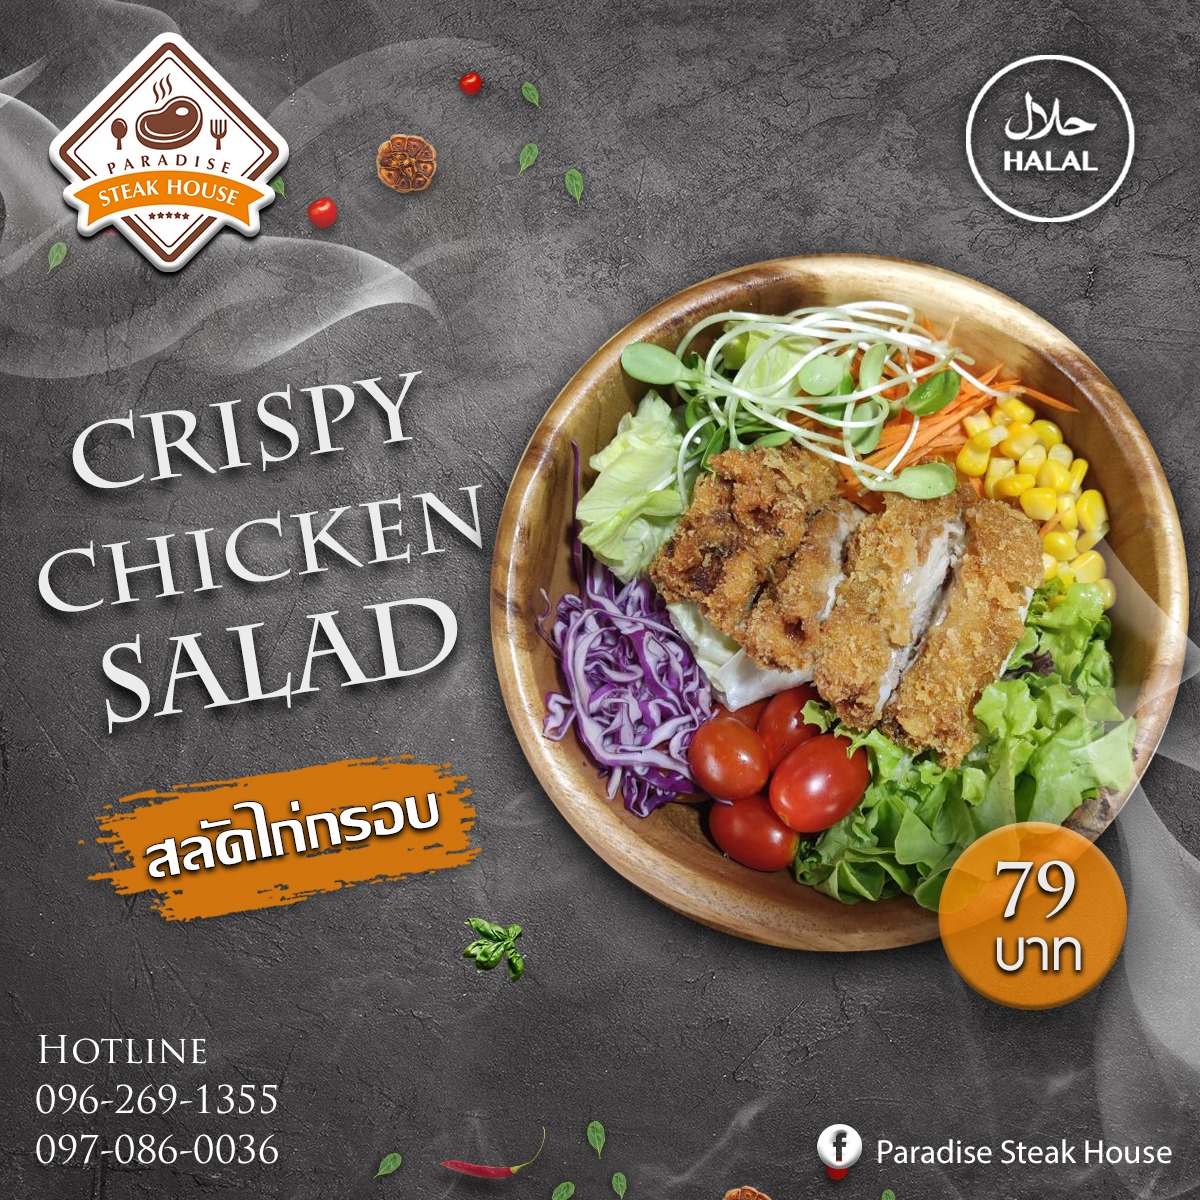 PARADISE
STEAK HOUSE
حلال
HALAL
CRISPY
CHICKEN
SALAD
สลัดไก่กรอบ
79
บาท
HOTLINE
096-269-1355
097-086-0036
f Paradise Steak House